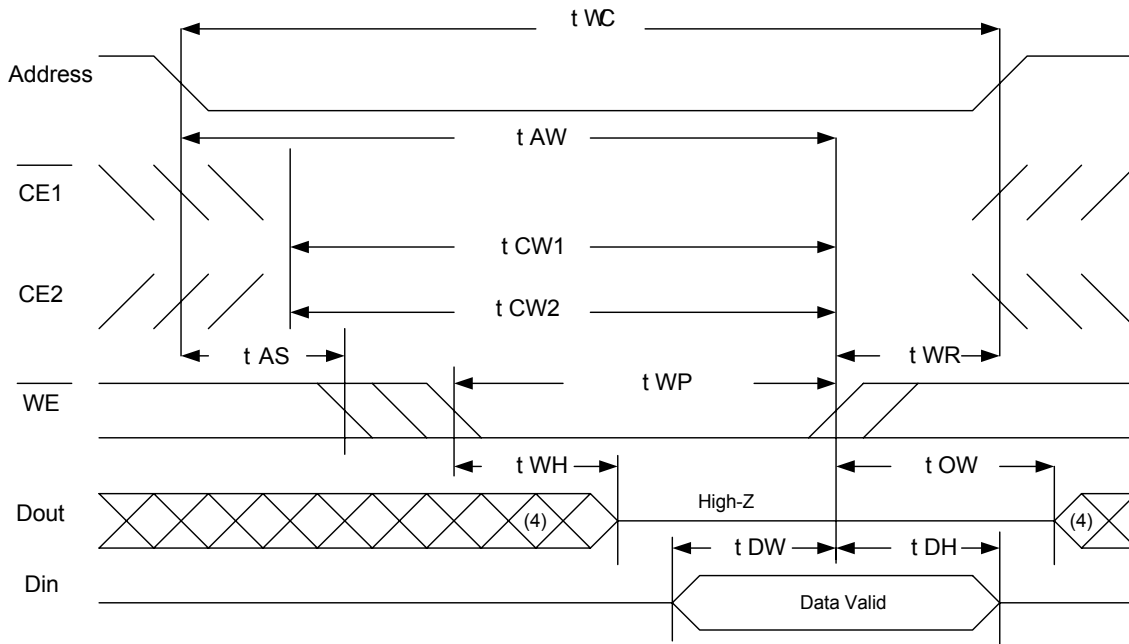 t WC
Address
t AW
CE1
t CW1
CE2
t CW2
t AS
t WR
WE
t WP
t WH
t OW
Dout
(4)
High-Z
(4)
t DW
t DH
Din
Data Valid